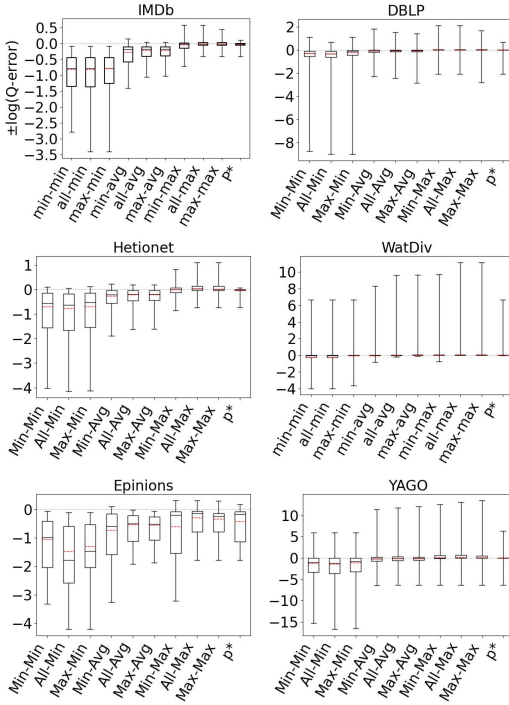 IMDb
±log(Q-error)
0.5
0.0
−0.5
−1.0
−1.5
−2.0
−2.5
−3.0
−3.5
min-min
all-min
max-min
min-avg
all-avg
max-avg
min-max
all-max
max-max
p*
DBLP
2
0
−2
−4
−6
−8
Min-Min
All-Min
Max-Min
Min-Avg
All-Avg
Max-Avg
Min-Max
All-Max
Max-Max
p*
Hetionet
1
0
−1
−2
−3
−4
Min-Min
All-Min
Max-Min
Min-Avg
All-Avg
Max-Avg
Min-Max
All-Max
Max-Max
p*
WatDiv
10
8
6
4
2
0
−2
−4
min-min
all-min
max-min
min-avg
all-avg
max-avg
min-max
all-max
max-max
p*
Epinions
0
−1
−2
−3
−4
Min-Min
All-Min
Max-Min
Min-Avg
All-Avg
Max-Avg
Min-Max
All-Max
Max-Max
p*
YAGO
10
5
0
−5
−10
−15
Min-Min
All-Min
Max-Min
Min-Avg
All-Avg
Max-Avg
Min-Max
All-Max
Max-Max
p*